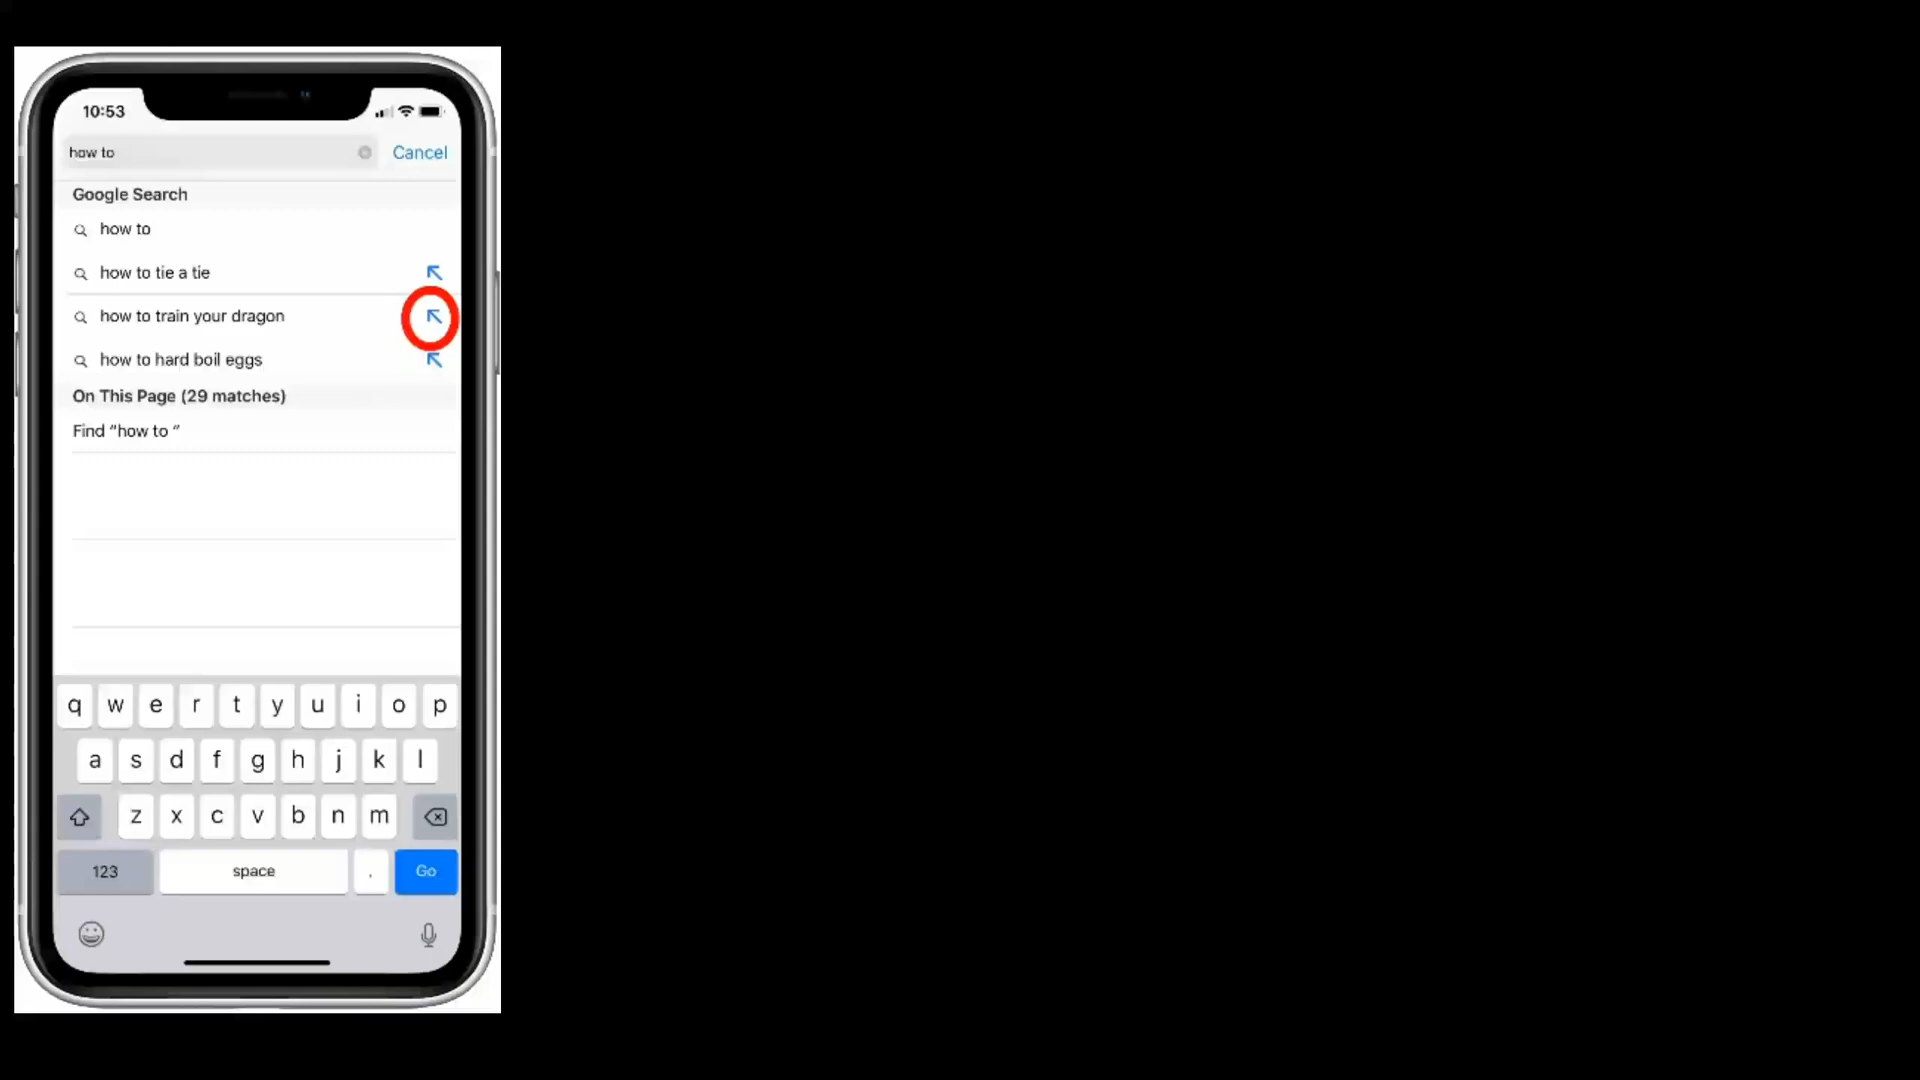 10:53
how to
Cancel
Google Search
how to
how to tie a tie
how to train your dragon
how to hard boil eggs
On This Page (29 matches)
Find “how to “
q w e r t y u i o p
a s d f g h j k l
z x c v b n m
123 space . Go